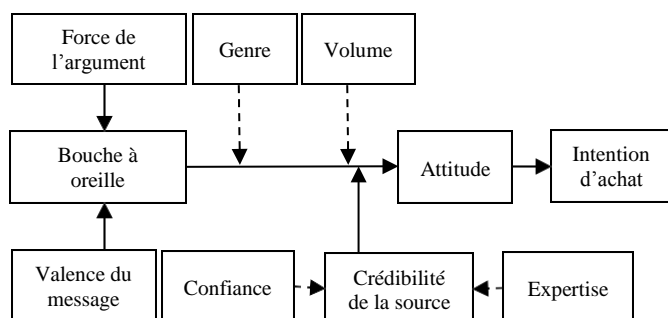 Force de
l’argument
Genre
Volume
Bouche à
oreille
Attitude
Intention
d’achat
Valence du
message
Confiance
Crédibilité
de la source
Expertise